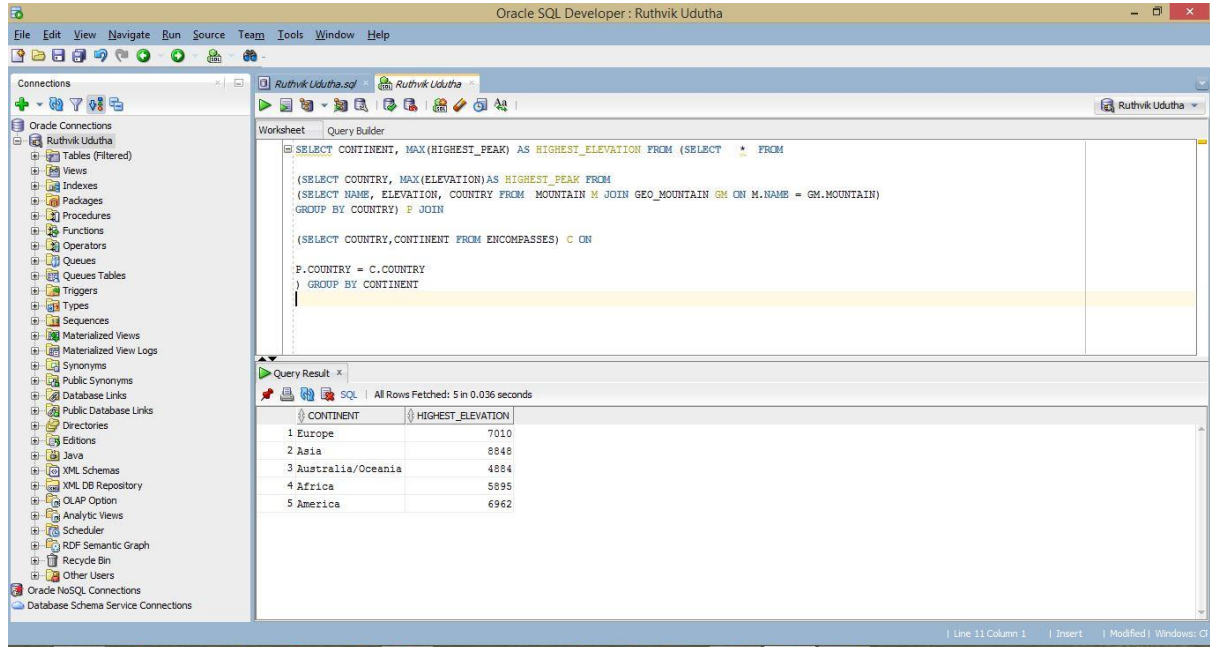 Oracle SQL Developer : Ruthvik Ududtha
File Edit View Navigate Run Source Team Tools Window Help
Connections
Oracle Connections
Ruthvik Udutha
Tables (Filtered)
Views
Indexes
Packages
Procedures
Functions
Operators
Queues
Queues Tables
Triggers
Types
Sequences
Materialized Views
Materialized View Logs
Synonyms
Public Synonyms
Database Links
Public Database Links
Directories
Editions
Java
XML Schemas
XML DB Repository
OLAP Option
Analytic Views
Scheduler
RDF Semantic Graph
Recycle Bin
Other Users
Oracle NoSQL Connections
Database Schema Service Connections
Ruthvik Udutha.sql Ruthvik Udutha
Ruthvik Udutha
Worksheet Query Builder
SELECT CONTINENT, MAX(HIGHEST_PEAK) AS HIGHEST_ELEVATION FROM (SELECT * FROM
(SELECT COUNTRY, MAX(ELEVATION)AS HIGHEST_PEAK FROM
(SELECT NAME, ELEVATION, COUNTRY FROM MOUNTAIN M JOIN GEO_MOUNTAIN GM ON M.NAME = GM.MOUNTAIN)
GROUP BY COUNTRY) P JOIN
(SELECT COUNTRY,CONTINENT FROM ENCOMPASSES) C ON
P.COUNTRY = C.COUNTRY
) GROUP BY CONTINENT
Query Result
SQL | All Rows Fetched: 5 in 0.036 seconds
CONTINENT HIGHEST_ELEVATION
1 Europe 7010
2 Asia 8848
3 Australia/Oceania 4884
4 Africa 5895
5 America 6962
| Line 11 Column 1 | Insert | Modified | Windows: CF